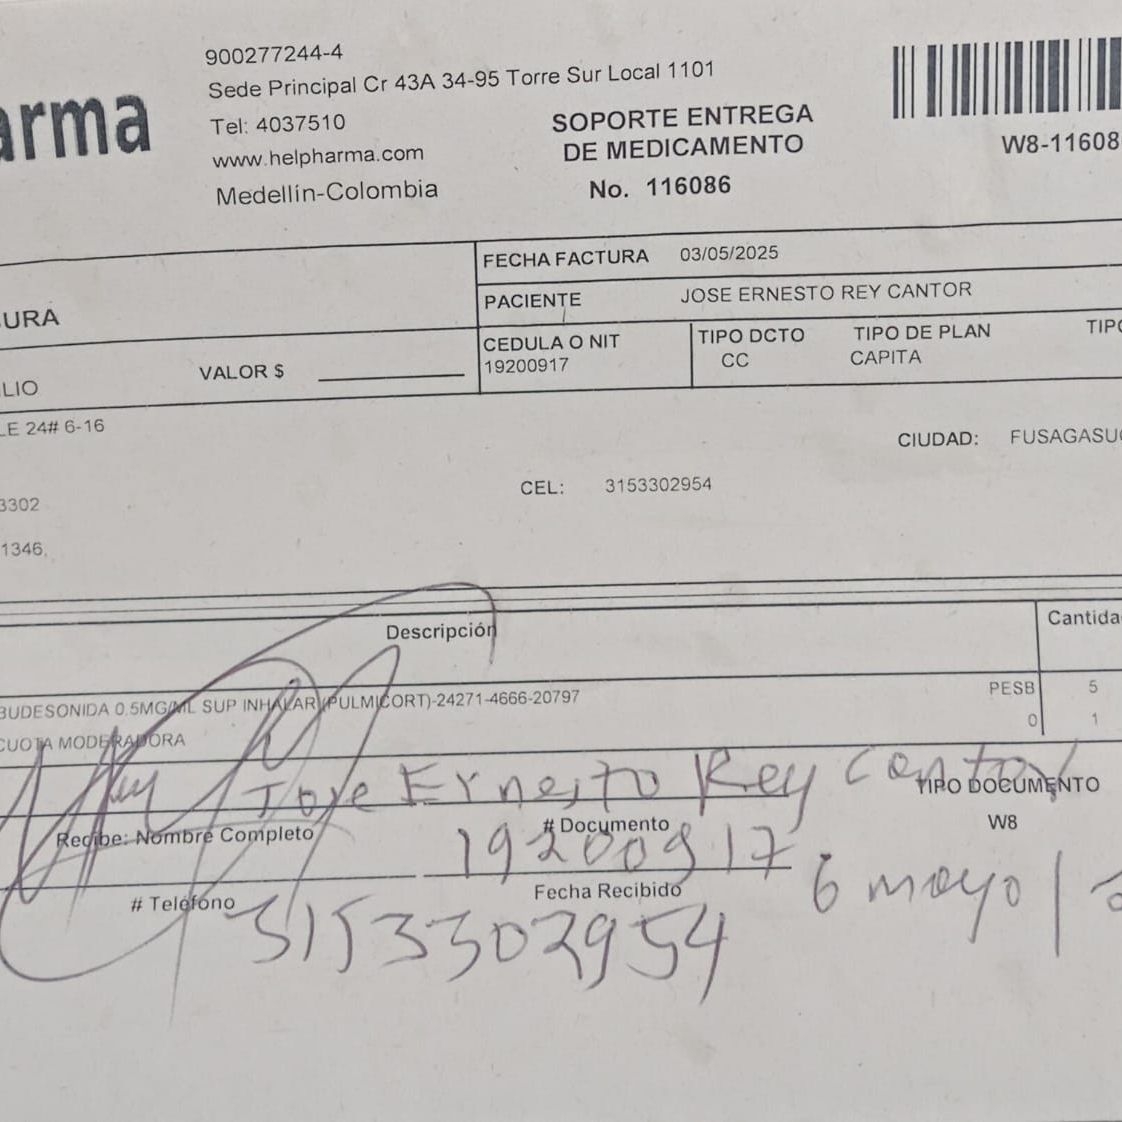 arma
900277244-4
Sede Principal Cr 43A 34-95 Torre Sur Local 1101
Tel: 4037510
www.helpharma.com
Medellín-Colombia
SOPORTE ENTREGA
DE MEDICAMENTO
No. 116086
W8-11608
FECHA FACTURA 03/05/2025
PACIENTE JOSE ERNESTO REY CANTOR
URA
CEDULA O NIT TIPO DCTO TIPO DE PLAN TIPO
19200917 CC CAPITA
LIO VALOR $
LE 24# 6-16
CIUDAD: FUSAGASUG
3302 CEL: 3153302954
1346,
Descripción Cantida
BUDESONIDA 0.5MG/ML SUP INHALAR (PULMICORT)-24271-4666-20797 PESB 5
CUOTA MODERADORA 0 1
Jose Ernesto Rey Cantor
TIPO DOCUMENTO
Recibe: Nombre Completo # Documento W8
19200917
# Teléfono Fecha Recibido 6 mayo / 2
3153302954